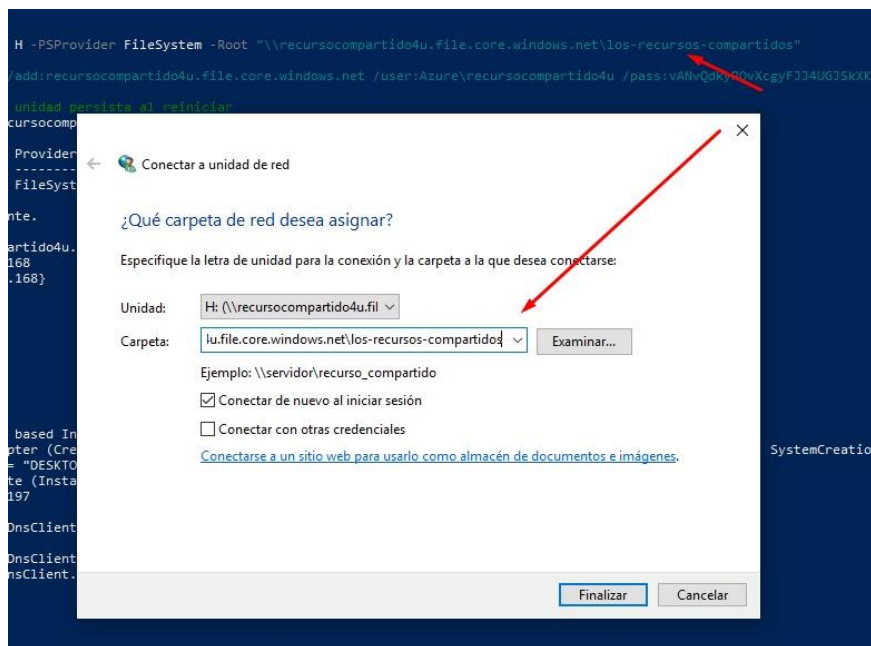 H -PSProvider FileSystem -Root "\\recursocompartido4u.file.core.windows.net\los-recursos-compartidos"
/add:recursocompartido4u.file.core.windows.net /user:Azure\recursocompartido4u
unidad persista al reiniciar
cursocomp
Provider
--------
FileSyst
nte.
artido4u.
168
.168}
Conectar a unidad de red
¿Qué carpeta de red desea asignar?
Especifique la letra de unidad para la conexión y la carpeta a la que desea conectarse:
Unidad: H: (\\recursocompartido4u.fil
Carpeta: lu.file.core.windows.net\los-recursos-compartidos Examinar...
Ejemplo: \\servidor\recurso_compartido
Conectar de nuevo al iniciar sesión
Conectar con otras credenciales
Conectarse a un sitio web para usarlo como almacén de documentos e imágenes.
based In
pter (Cre SystemCreatio
= "DESKTO
te (Insta
197
DnsClient
DnsClient
nsClient.
Finalizar Cancelar